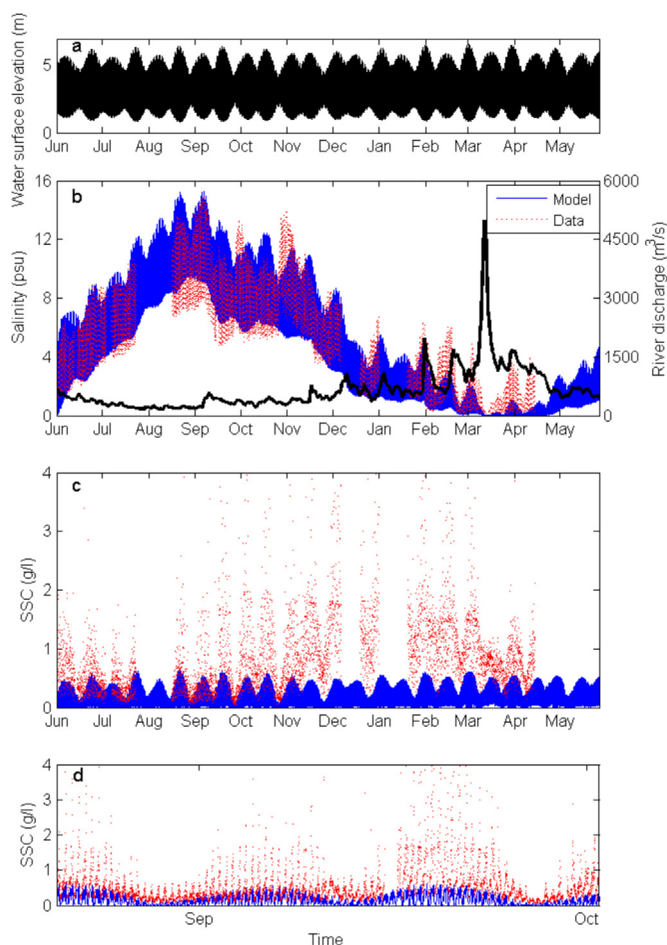 Water surface elevation (m)
a
5
0
Jun Jul Aug Sep Oct Nov Dec Jan Feb Mar Apr May
Salinity (psu)
b
16
12
8
4
0
Model
Data
6000
4500
3000
1500
0
River discharge (m³/s)
Jun Jul Aug Sep Oct Nov Dec Jan Feb Mar Apr May
SSC (g/l)
c
4
3
2
1
0
Jun Jul Aug Sep Oct Nov Dec Jan Feb Mar Apr May
SSC (g/l)
d
4
3
2
1
0
Sep Oct
Time